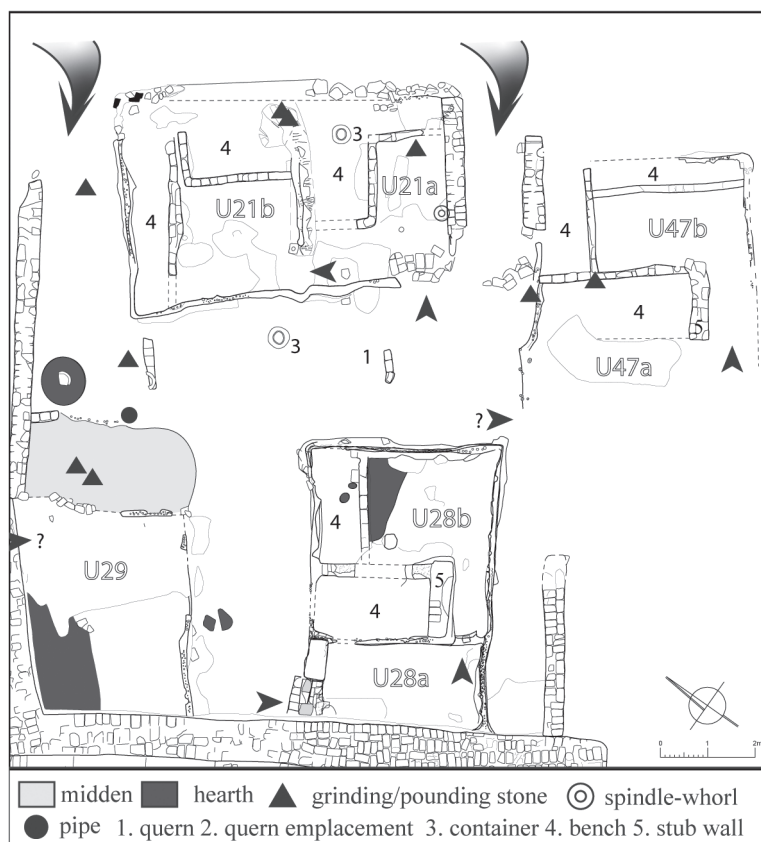 3
4
4
4
U21a
U21b
4
4
U47b
4
5
U47a
3
1
?
?
U29
4
U28b
5
4
U28a
0 1 2m
midden hearth grinding/pounding stone spindle-whorl
pipe 1. quern 2. quern emplacement 3. container 4. bench 5. stub wall